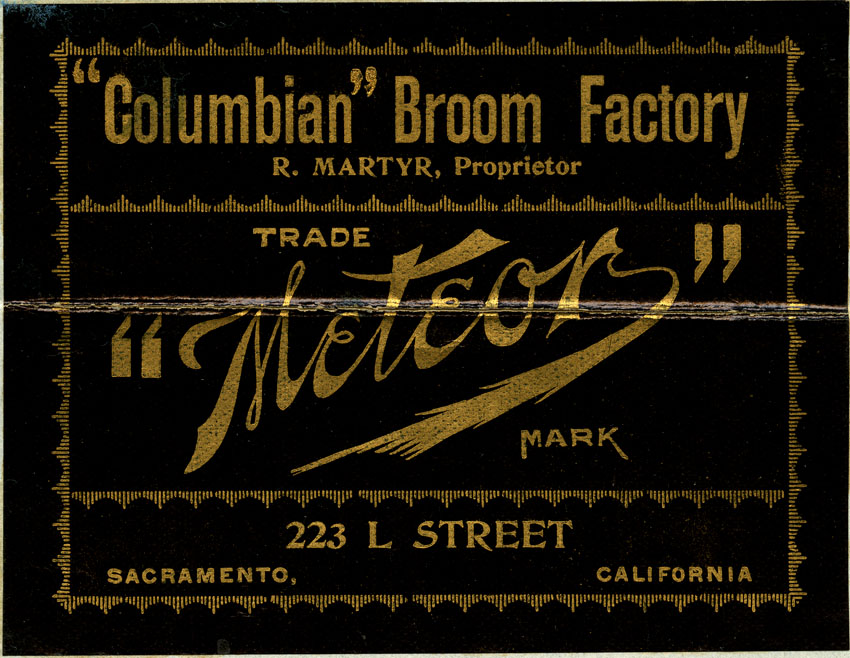 “Columbian” Broom Factory
R. MARTYR, Proprietor
TRADE
“Meteor”
MARK
223 L STREET
SACRAMENTO, CALIFORNIA